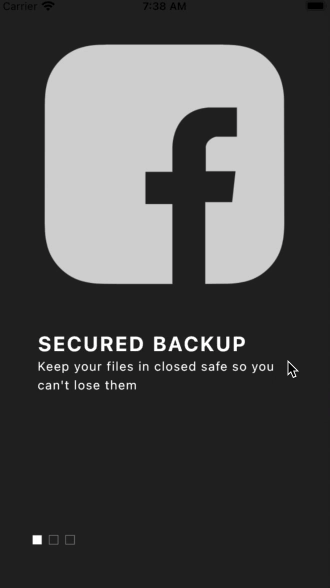 Carrier 7:38 AM
f
SECURED BACKUP
Keep your files in closed safe so you
can't lose them